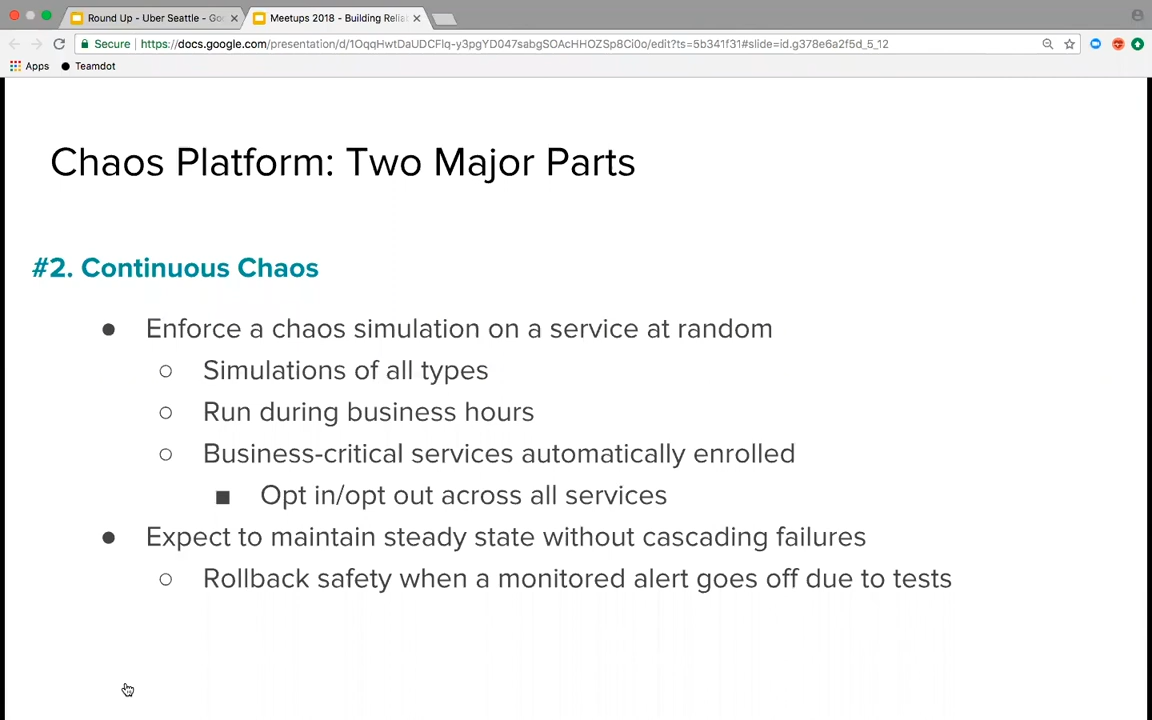 Round Up - Uber Seattle - Goo
Meetups 2018 - Building Relia
Secure
https://docs.google.com/presentation/d/1OqqHwtDaUDCFlq-y3pgYD047sabgSOAcHHOZSp8Ci0o/edit?ts=5b341f31#slide=id.g378e6a2f5d_5_12
Apps
Teamdot
Chaos Platform: Two Major Parts
#2. Continuous Chaos
● Enforce a chaos simulation on a service at random
○ Simulations of all types
○ Run during business hours
○ Business-critical services automatically enrolled
■ Opt in/opt out across all services
● Expect to maintain steady state without cascading failures
○ Rollback safety when a monitored alert goes off due to tests